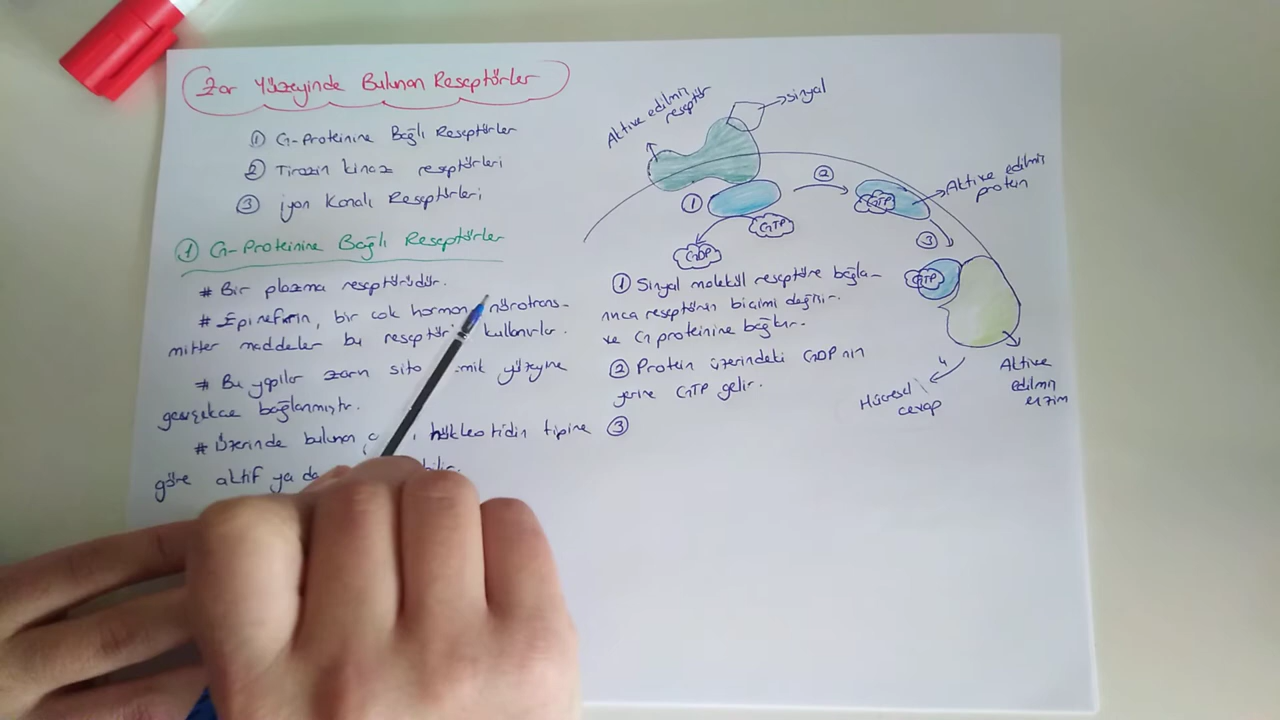 Zar Yüzeyinde Bulunan Reseptörler
① G-Proteinine Bağlı Reseptörler
② Tirozin kinaz reseptörleri
③ iyon Kanalı Reseptörleri
① G-Proteinine Bağlı Reseptörler
# Bir plazma reseptörüdür.
# Epinefrin, bir çok hormon nörotrans-
mitter maddeler bu reseptör kullanırlar.
# Bu yapılar zarın sito mik yüzeyine
gevşekçe bağlanmıştır.
# Üzerinde bulunan nükleotidin tipine
göre aktif ya da bilir.
Aktive edilmiş
reseptör
sinyal
①
GDP
GTP
②
GTP
Aktive edilmiş
protein
③
GTP
4
Hücresel
cevap
Aktive
edilmiş
enzim
① Sinyal molekül reseptöre bağla-
nınca reseptörün biçimi değişir.
ve G proteinine bağlanır.
② Protein üzerindeki GDP nin
yerine GTP gelir.
③